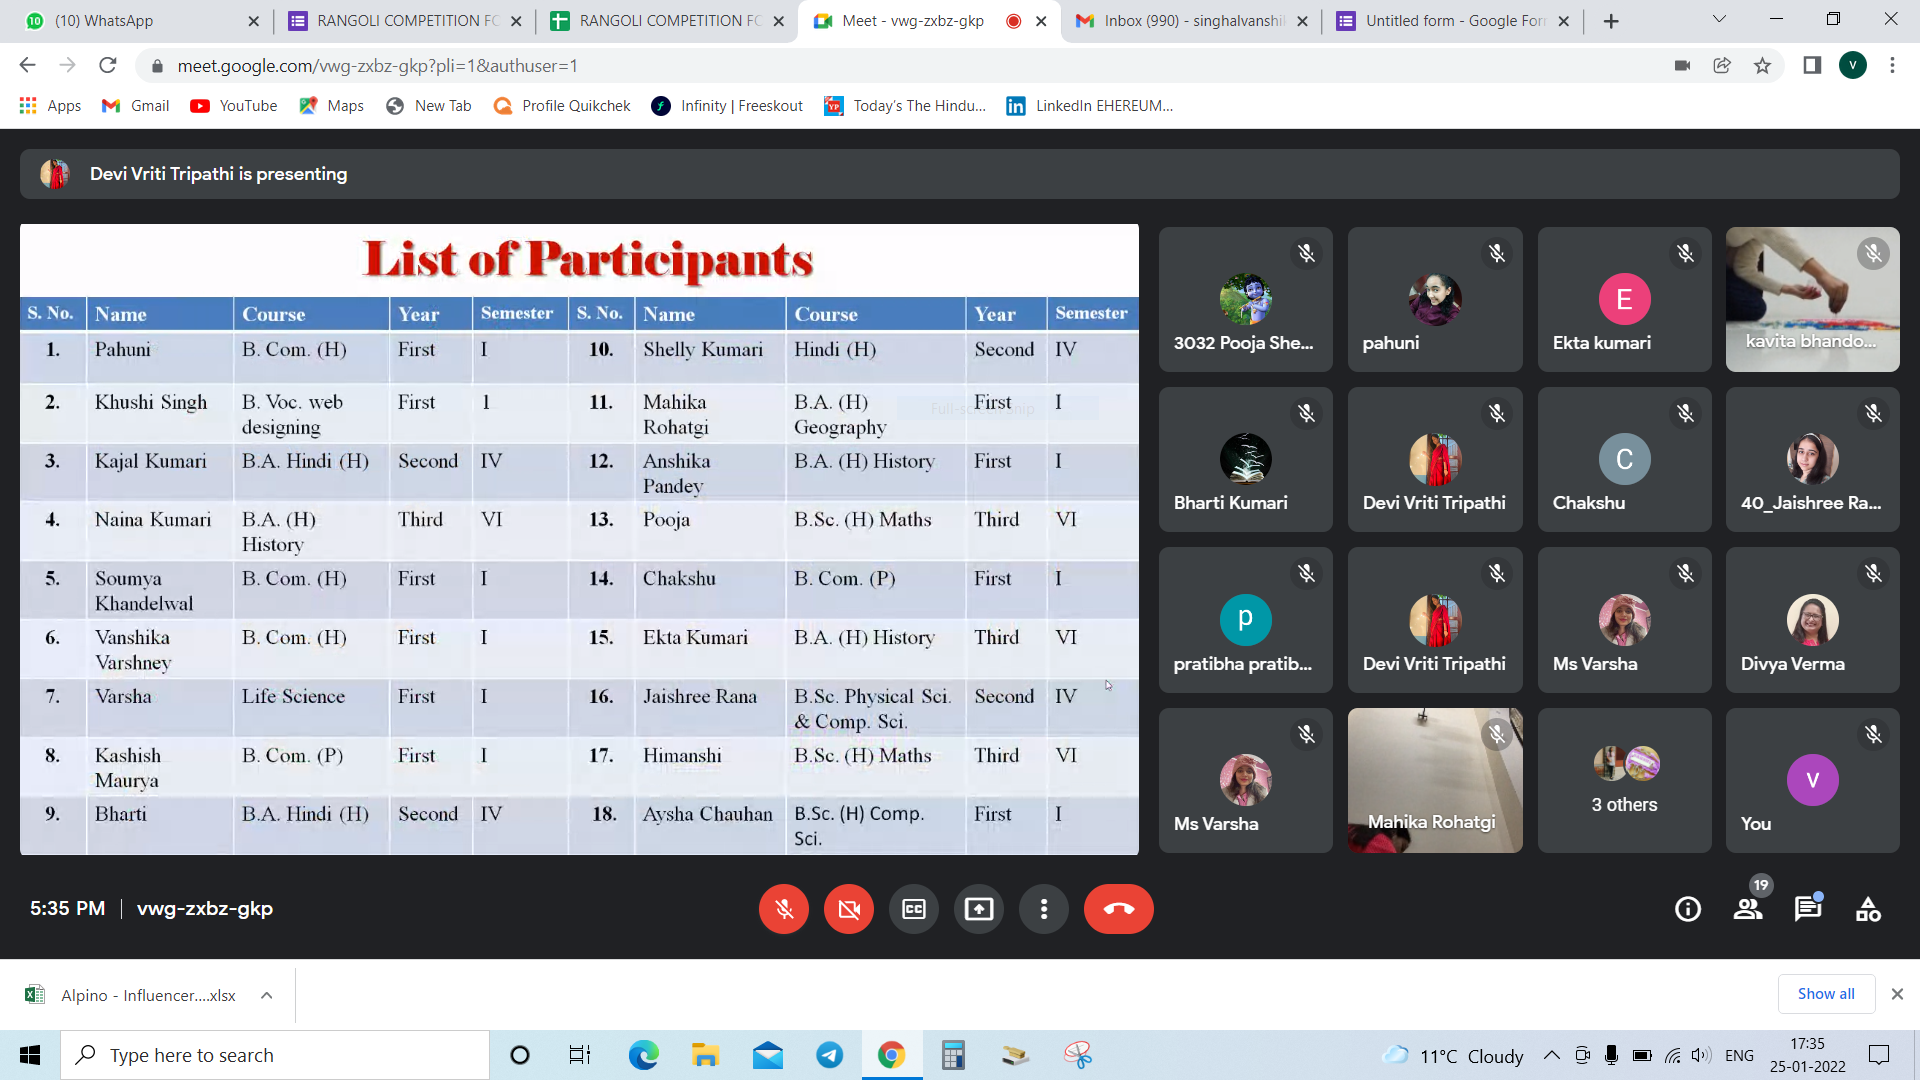 (10) WhatsApp
RANGOLI COMPETITION FO
RANGOLI COMPETITION FO
Meet - vwg-zxbz-gkp
Inbox (990) - singhalvanshi
Untitled form - Google For
meet.google.com/vwg-zxbz-gkp?pli=1&authuser=1
V
Apps
Gmail
YouTube
Maps
New Tab
Profile Quikchek
Infinity | Freeskout
Today's The Hindu...
LinkedIn EHEREUM...
Devi Vriti Tripathi is presenting
List of Participants
S. No. Name Course Year Semester S. No. Name Course Year Semester
1. Pahuni B. Com. (H) First I 10. Shelly Kumari Hindi (H) Second IV
2. Khushi Singh B. Voc. web First 1 11. Mahika B.A. (H) First I
designing Rohatgi Geography
3. Kajal Kumari B.A. Hindi (H) Second IV 12. Anshika B.A. (H) History First I
Pandey
4. Naina Kumari B.A. (H) Third VI 13. Pooja B.Sc. (H) Maths Third VI
History
5. Soumya B. Com. (H) First I 14. Chakshu B. Com. (P) First I
Khandelwal
6. Vanshika B. Com. (H) First I 15. Ekta Kumari B.A. (H) History Third VI
Varshney
7. Varsha Life Science First I 16. Jaishree Rana B.Sc. Physical Sci. Second IV
& Comp. Sci.
8. Kashish B. Com. (P) First I 17. Himanshi B.Sc. (H) Maths Third VI
Maurya
9. Bharti B.A. Hindi (H) Second IV 18. Aysha Chauhan B.Sc. (H) Comp. First I
Sci.
3032 Pooja She...
pahuni
E
Ekta kumari
kavita bhando...
Bharti Kumari
Devi Vriti Tripathi
C
Chakshu
40_Jaishree Ra...
p
pratibha pratib...
Devi Vriti Tripathi
Ms Varsha
Divya Verma
Ms Varsha
Mahika Rohatgi
3 others
V
You
5:35 PM | vwg-zxbz-gkp
CC
19
Alpino - Influencer....xlsx
Show all
Type here to search
11°C Cloudy
ENG
17:35
25-01-2022